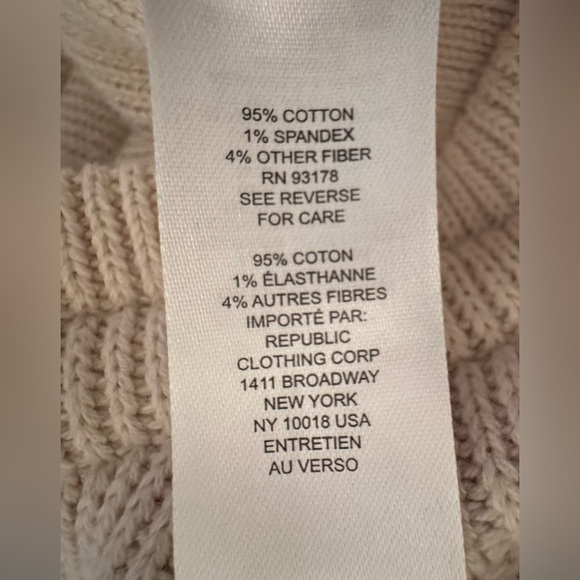 95% COTTON
1% SPANDEX
4% OTHER FIBER
RN 93178
SEE REVERSE
FOR CARE
95% COTON
1% ÉLASTHANNE
4% AUTRES FIBRES
IMPORTÉ PAR:
REPUBLIC
CLOTHING CORP
1411 BROADWAY
NEW YORK
NY 10018 USA
ENTRETIEN
AU VERSO